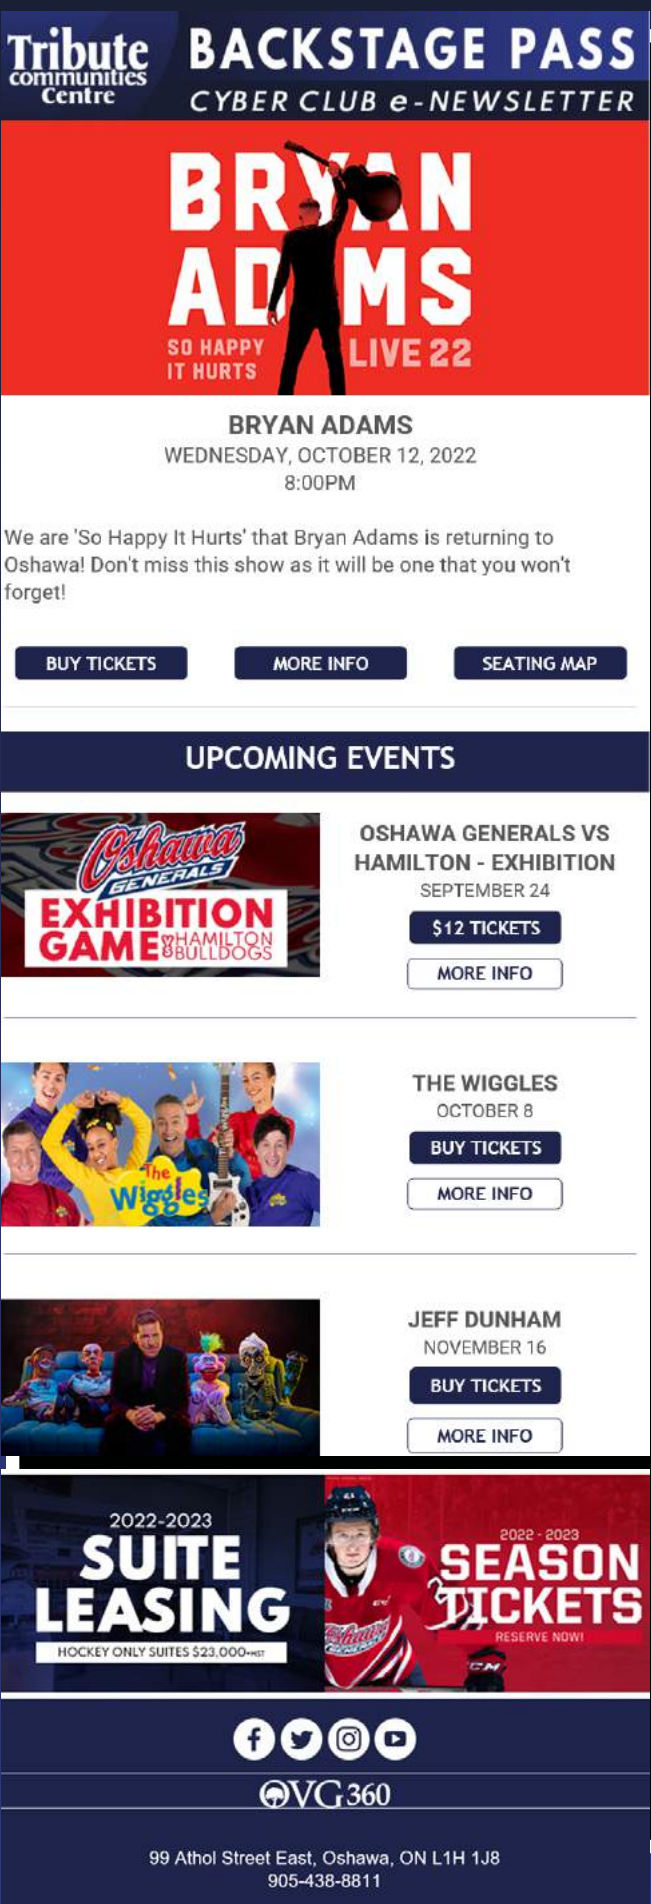 Tribute
communities
Centre
BACKSTAGE PASS
CYBER CLUB e-NEWSLETTER
BRYAN
ADAMS
SO HAPPY
IT HURTS
LIVE 22
BRYAN ADAMS
WEDNESDAY, OCTOBER 12, 2022
8:00PM
We are 'So Happy It Hurts' that Bryan Adams is returning to
Oshawa! Don't miss this show as it will be one that you won't
forget!
BUY TICKETS
MORE INFO
SEATING MAP
UPCOMING EVENTS
Oshawa
GENERALS
EXHIBITION
GAME VS HAMILTON
BULLDOGS
OSHAWA GENERALS VS
HAMILTON - EXHIBITION
SEPTEMBER 24
$12 TICKETS
MORE INFO
The
Wiggles
THE WIGGLES
OCTOBER 8
BUY TICKETS
MORE INFO
JEFF DUNHAM
NOVEMBER 16
BUY TICKETS
MORE INFO
2022-2023
SUITE
LEASING
HOCKEY ONLY SUITES $23,000+HST
2022 - 2023
SEASON
TICKETS
RESERVE NOW!
Oshawa
CCM
OVG360
99 Athol Street East, Oshawa, ON L1H 1J8
905-438-8811